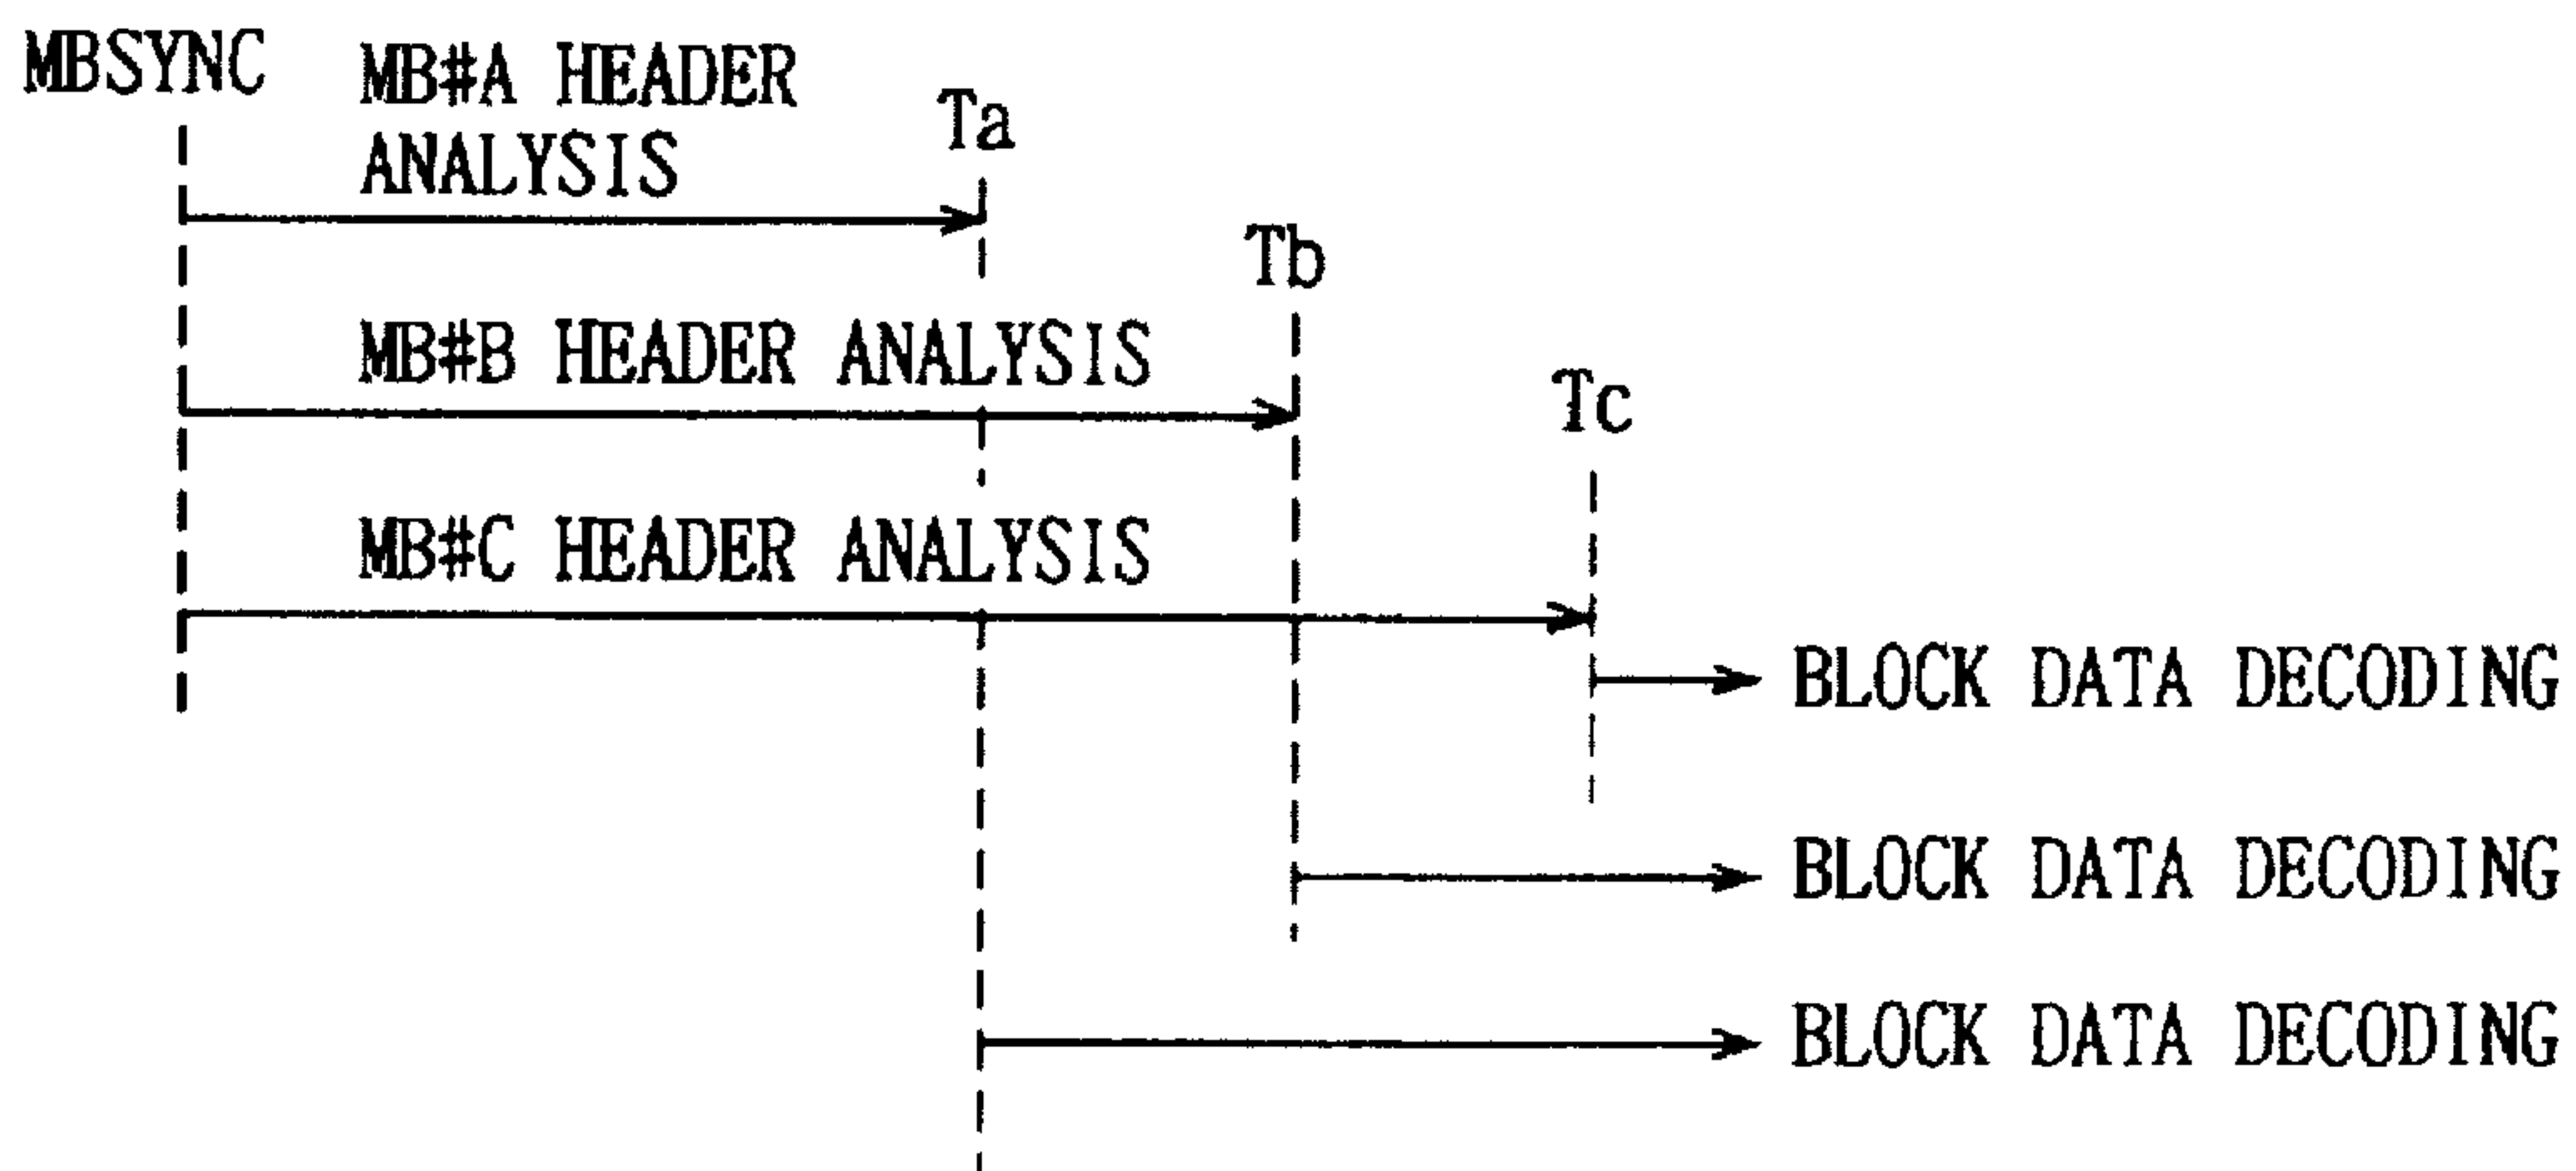 MBSYNC
MB#A HEADER
ANALYSIS
Ta
Tb
MB#B HEADER ANALYSIS
Tc
MB#C HEADER ANALYSIS
BLOCK DATA DECODING
BLOCK DATA DECODING
BLOCK DATA DECODING